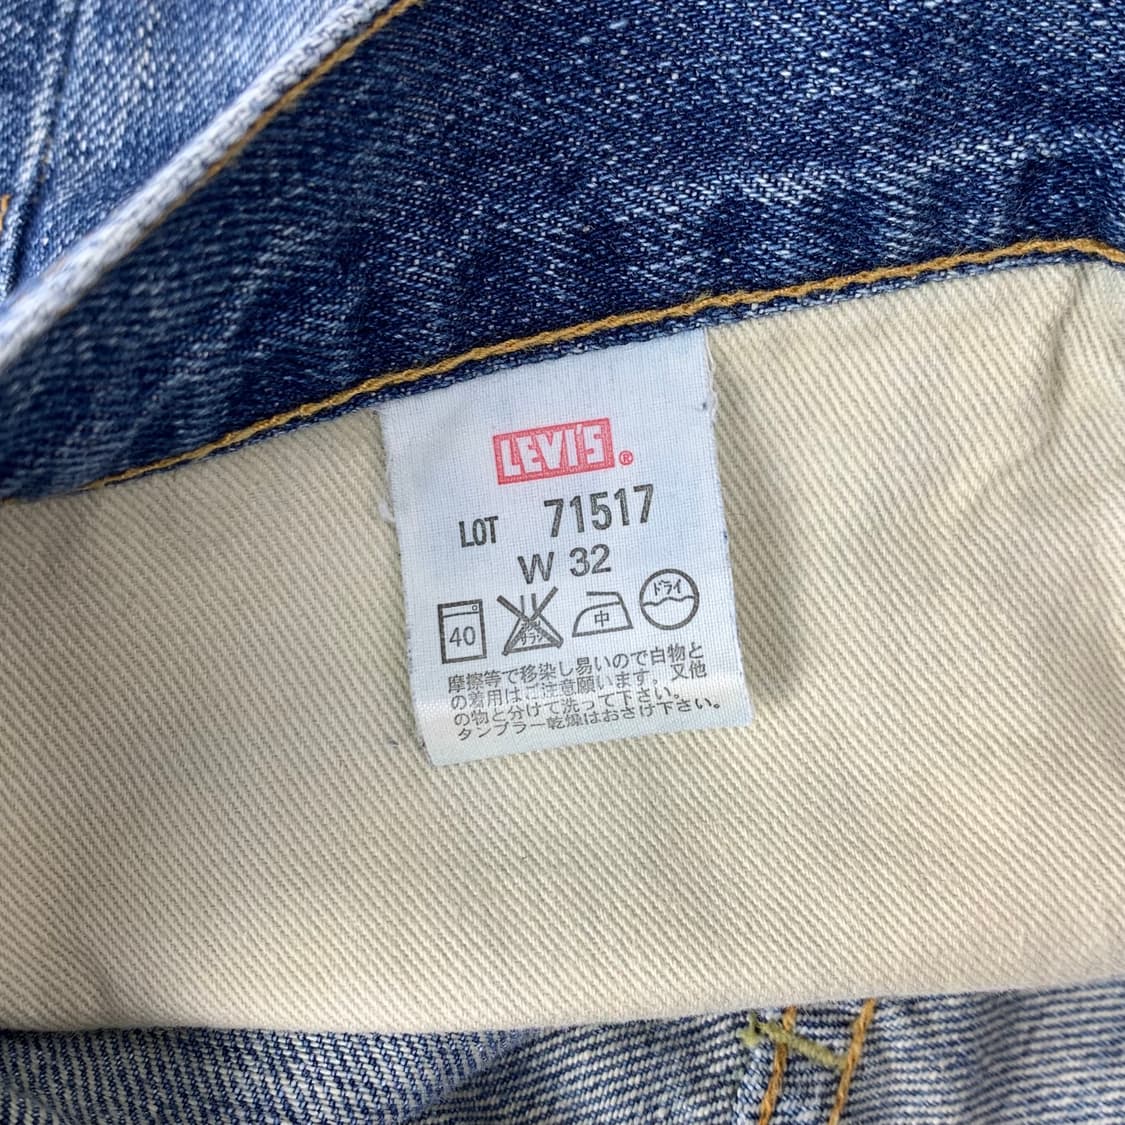 LEVI'S®
LOT 71517
W 32
40 中 ドライ
摩擦等で移染し易いので白物と
の着用はご注意願います。又他
の物と分けて洗って下さい。
タンブラー乾燥はおさけ下さい。